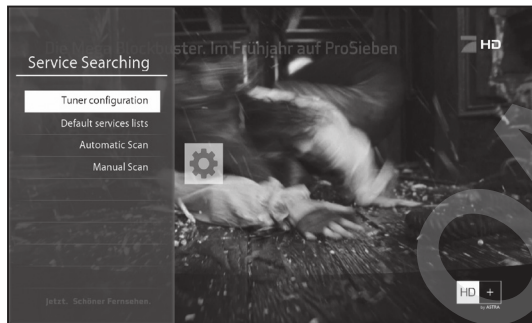 Die Mega Blockbuster. Im Frühjahr auf ProSieben
HD
Service Searching
Tuner configuration
Default services lists
Automatic Scan
Manual Scan
Jetzt. Schöner Fernsehen.
HD +
by ASTRA